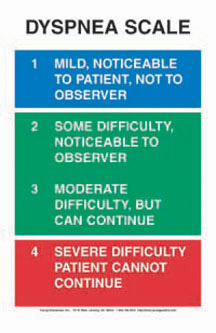 DYSPNEA SCALE
1 MILD, NOTICEABLE
TO PATIENT, NOT TO
OBSERVER
2 SOME DIFFICULTY,
NOTICEABLE TO
OBSERVER
3 MODERATE
DIFFICULTY, BUT
CAN CONTINUE
4 SEVERE DIFFICULTY
PATIENT CANNOT
CONTINUE